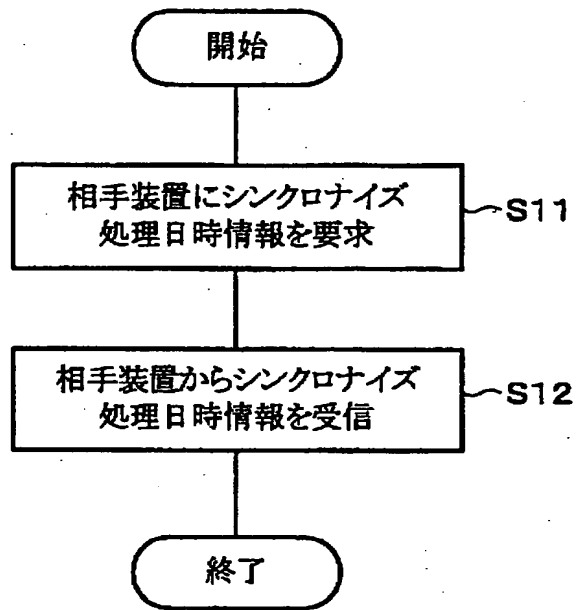 開始
相手装置にシンクロナイズ
処理日時情報を要求
S11
相手装置からシンクロナイズ
処理日時情報を受信
S12
終了